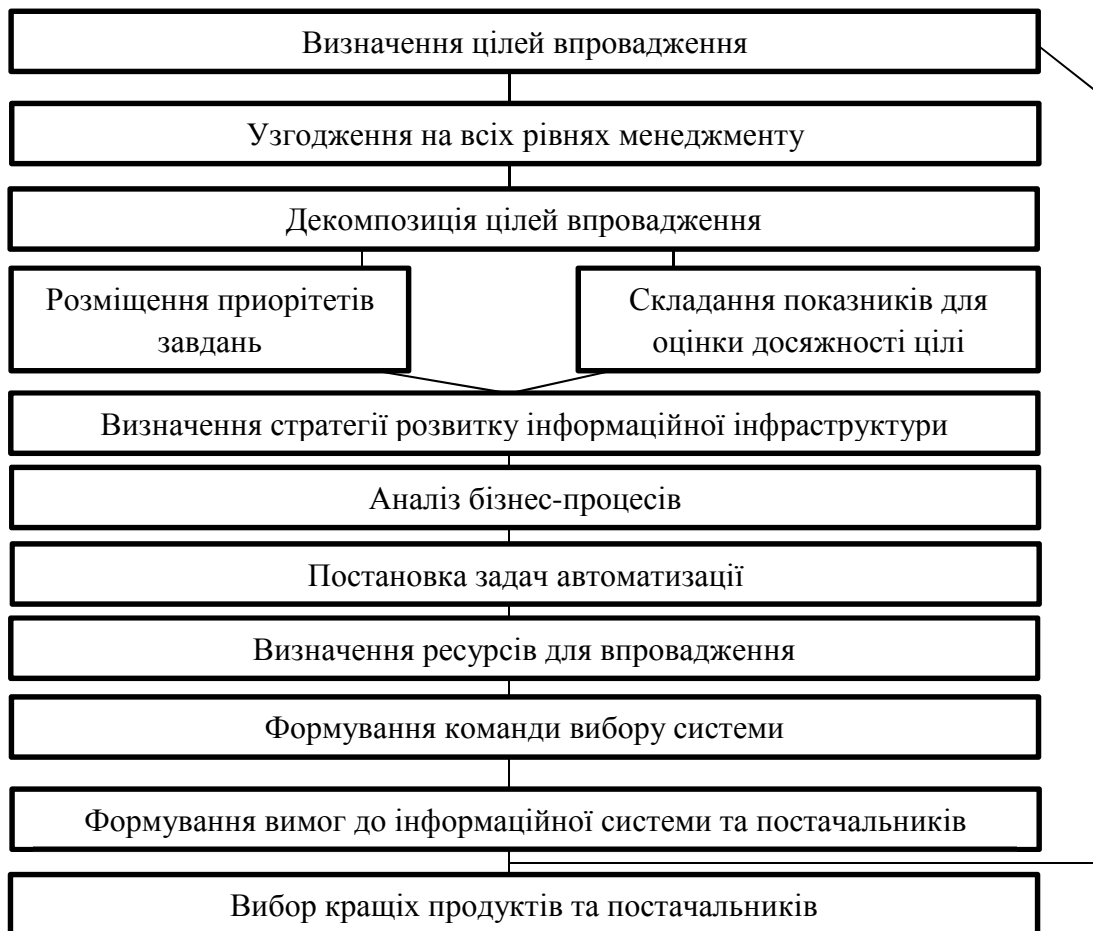 Визначення цілей впровадження
Узгодження на всіх рівнях менеджменту
Декомпозиція цілей впровадження
Розміщення приорітетів
завдань
Складання показників для
оцінки досяжності цілі
Визначення стратегії розвитку інформаційної інфраструктури
Аналіз бізнес-процесів
Постановка задач автоматизації
Визначення ресурсів для впровадження
Формування команди вибору системи
Формування вимог до інформаційної системи та постачальників
Вибор кращіх продуктів та постачальників